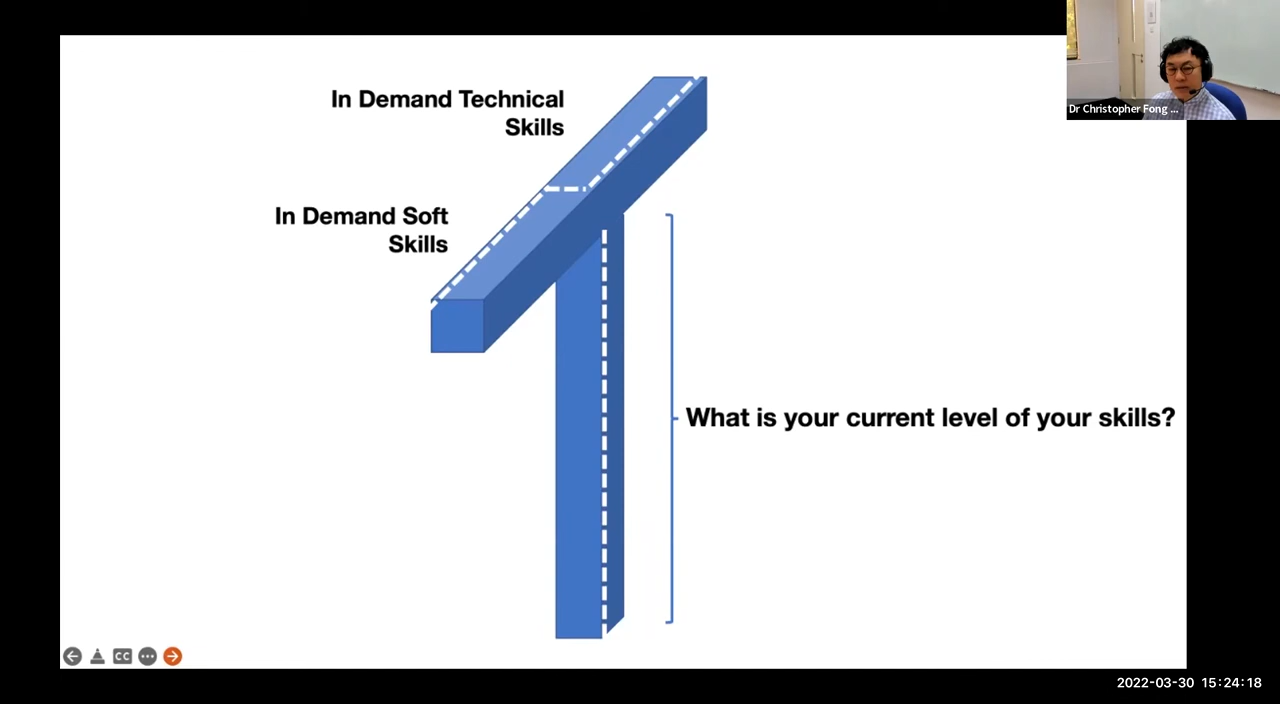 In Demand Technical
Skills
In Demand Soft
Skills
What is your current level of your skills?
Dr Christopher Fong ...
CC
2022-03-30 15:24:18